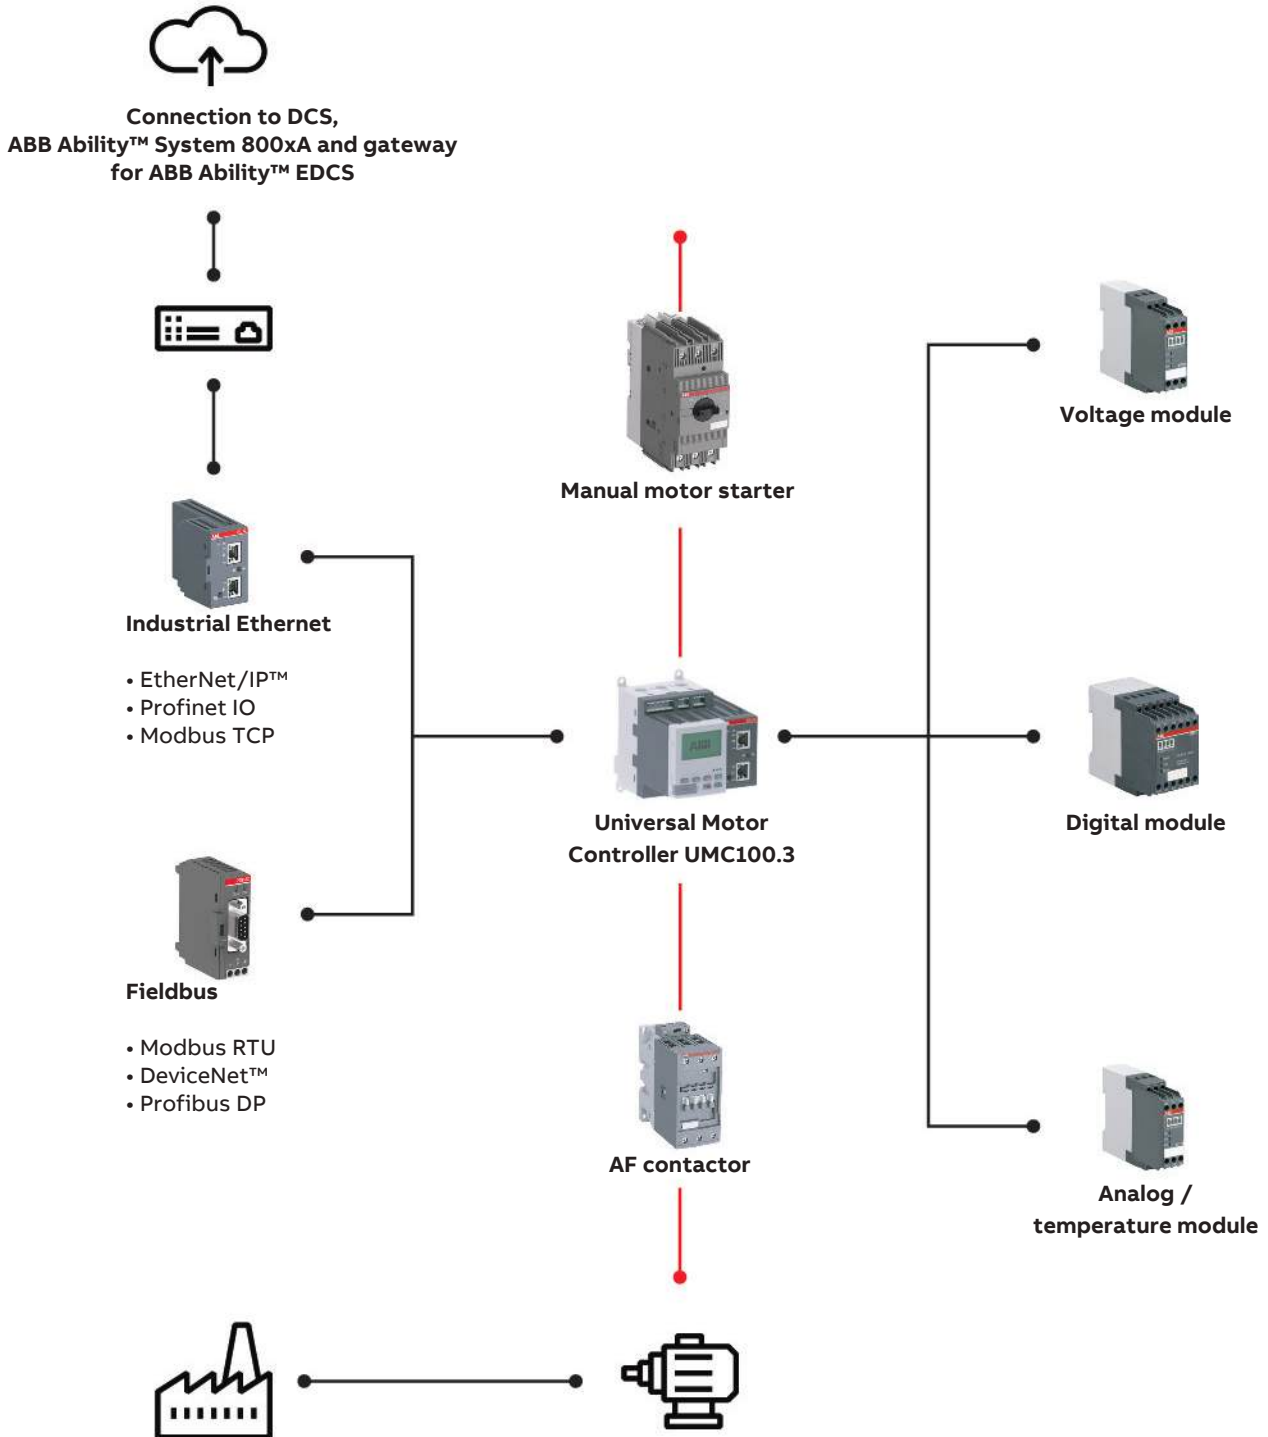 Connection to DCS,
ABB Ability™ System 800xA and gateway
for ABB Ability™ EDCS
Manual motor starter
Voltage module
Industrial Ethernet
• EtherNet/IP™
• Profinet IO
• Modbus TCP
ABB
Universal Motor
Controller UMC100.3
Digital module
Fieldbus
• Modbus RTU
• DeviceNet™
• Profibus DP
AF contactor
Analog /
temperature module